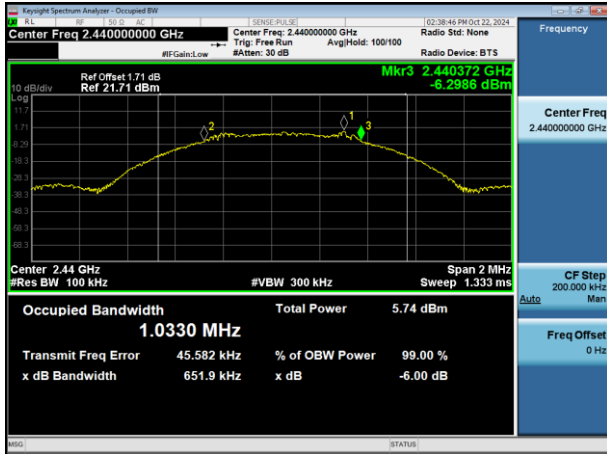 Keysight Spectrum Analyzer - Occupied BW
RL RF 50 Ω AC SENSE:PULSE 02:38:46 PM Oct 22, 2024
Center Freq 2.440000000 GHz
Center Freq: 2.440000000 GHz
Radio Std: None
Trig: Free Run Avg|Hold: 100/100
#IFGain:Low #Atten: 30 dB Radio Device: BTS
Frequency
Ref Offset 1.71 dB
10 dB/div Ref 21.71 dBm
Mkr3 2.440372 GHz
-6.2986 dBm
Log
11.7
1.71
-8.29
-18.3
-28.3
-38.3
-48.3
-58.3
-68.3
1
2
3
Center 2.44 GHz Span 2 MHz
#Res BW 100 kHz #VBW 300 kHz Sweep 1.333 ms
Occupied Bandwidth Total Power 5.74 dBm
1.0330 MHz
Transmit Freq Error 45.582 kHz % of OBW Power 99.00 %
x dB Bandwidth 651.9 kHz x dB -6.00 dB
Center Freq
2.440000000 GHz
CF Step
200.000 kHz
Auto Man
Freq Offset
0 Hz
MSG STATUS